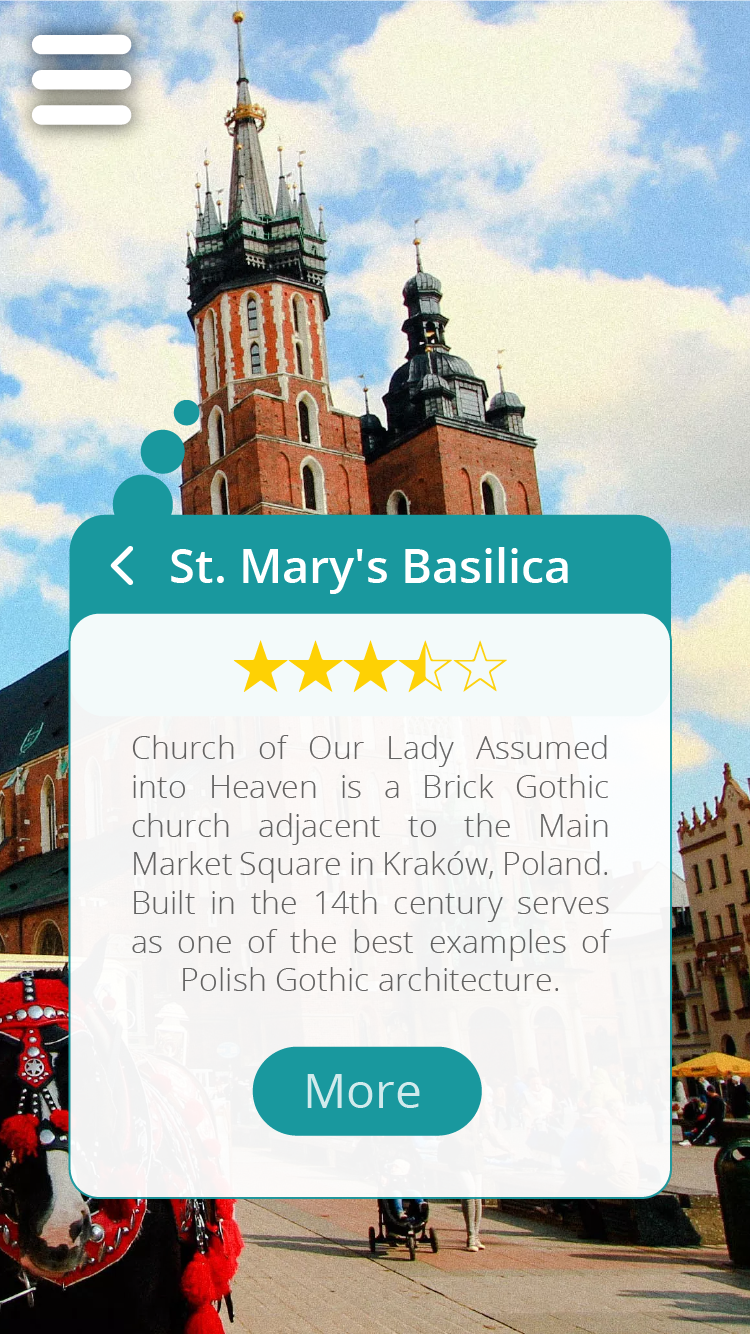 St. Mary's Basilica
Church of Our Lady Assumed
into Heaven is a Brick Gothic
church adjacent to the Main
Market Square in Kraków, Poland.
Built in the 14th century serves
as one of the best examples of
Polish Gothic architecture.
More